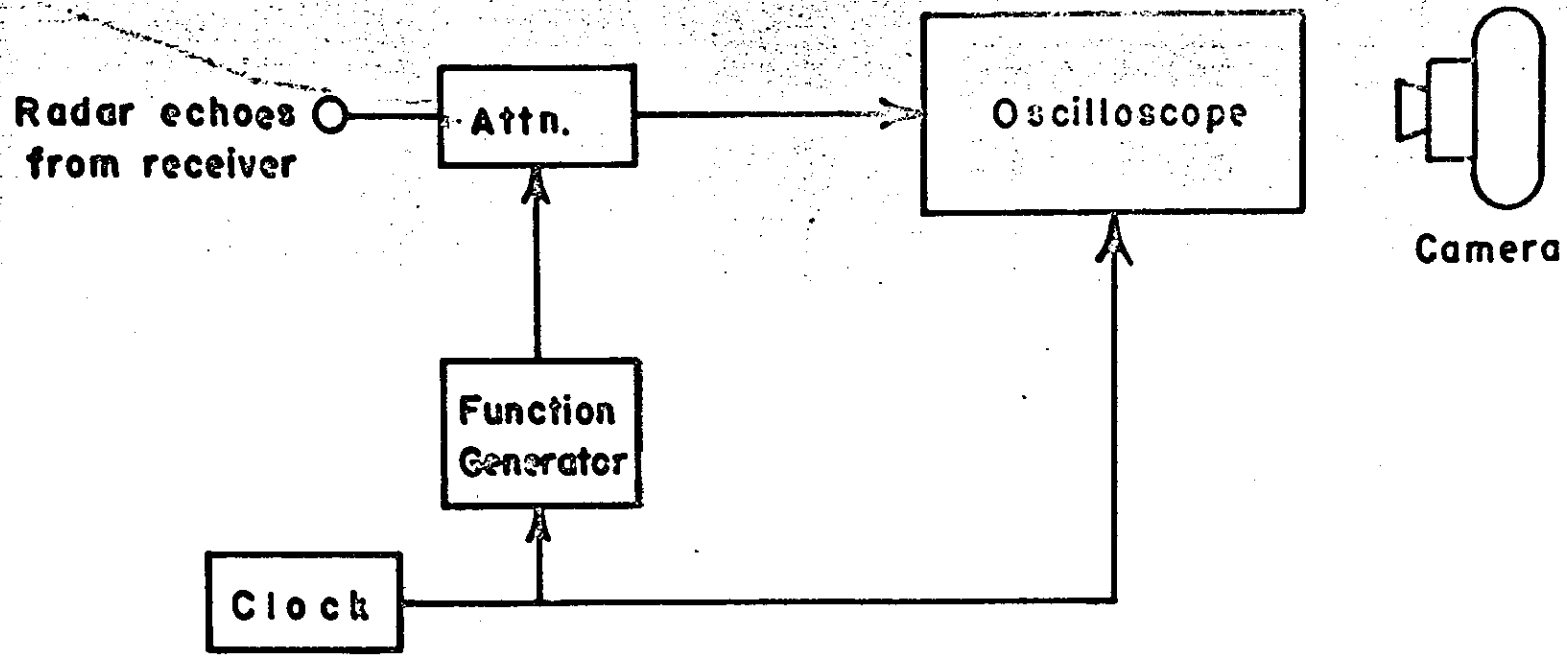 Radar echoes
from receiver
Attn.
Oscilloscope
Camera
Function
Generator
Clock